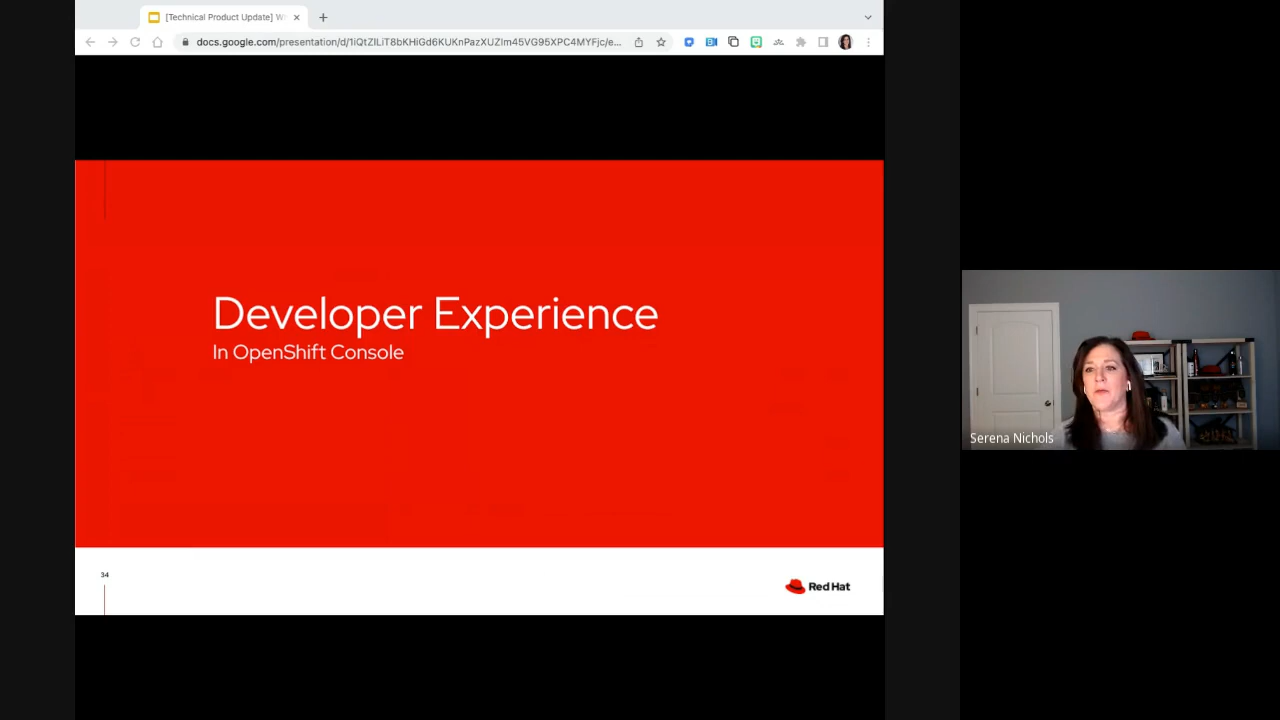 [Technical Product Update] W
docs.google.com/presentation/d/1iQtZILiT8bKHiGd6KUKnPazXUZIm45VG95XPC4MYFjc/e...
Developer Experience
In OpenShift Console
34
Red Hat
Serena Nichols